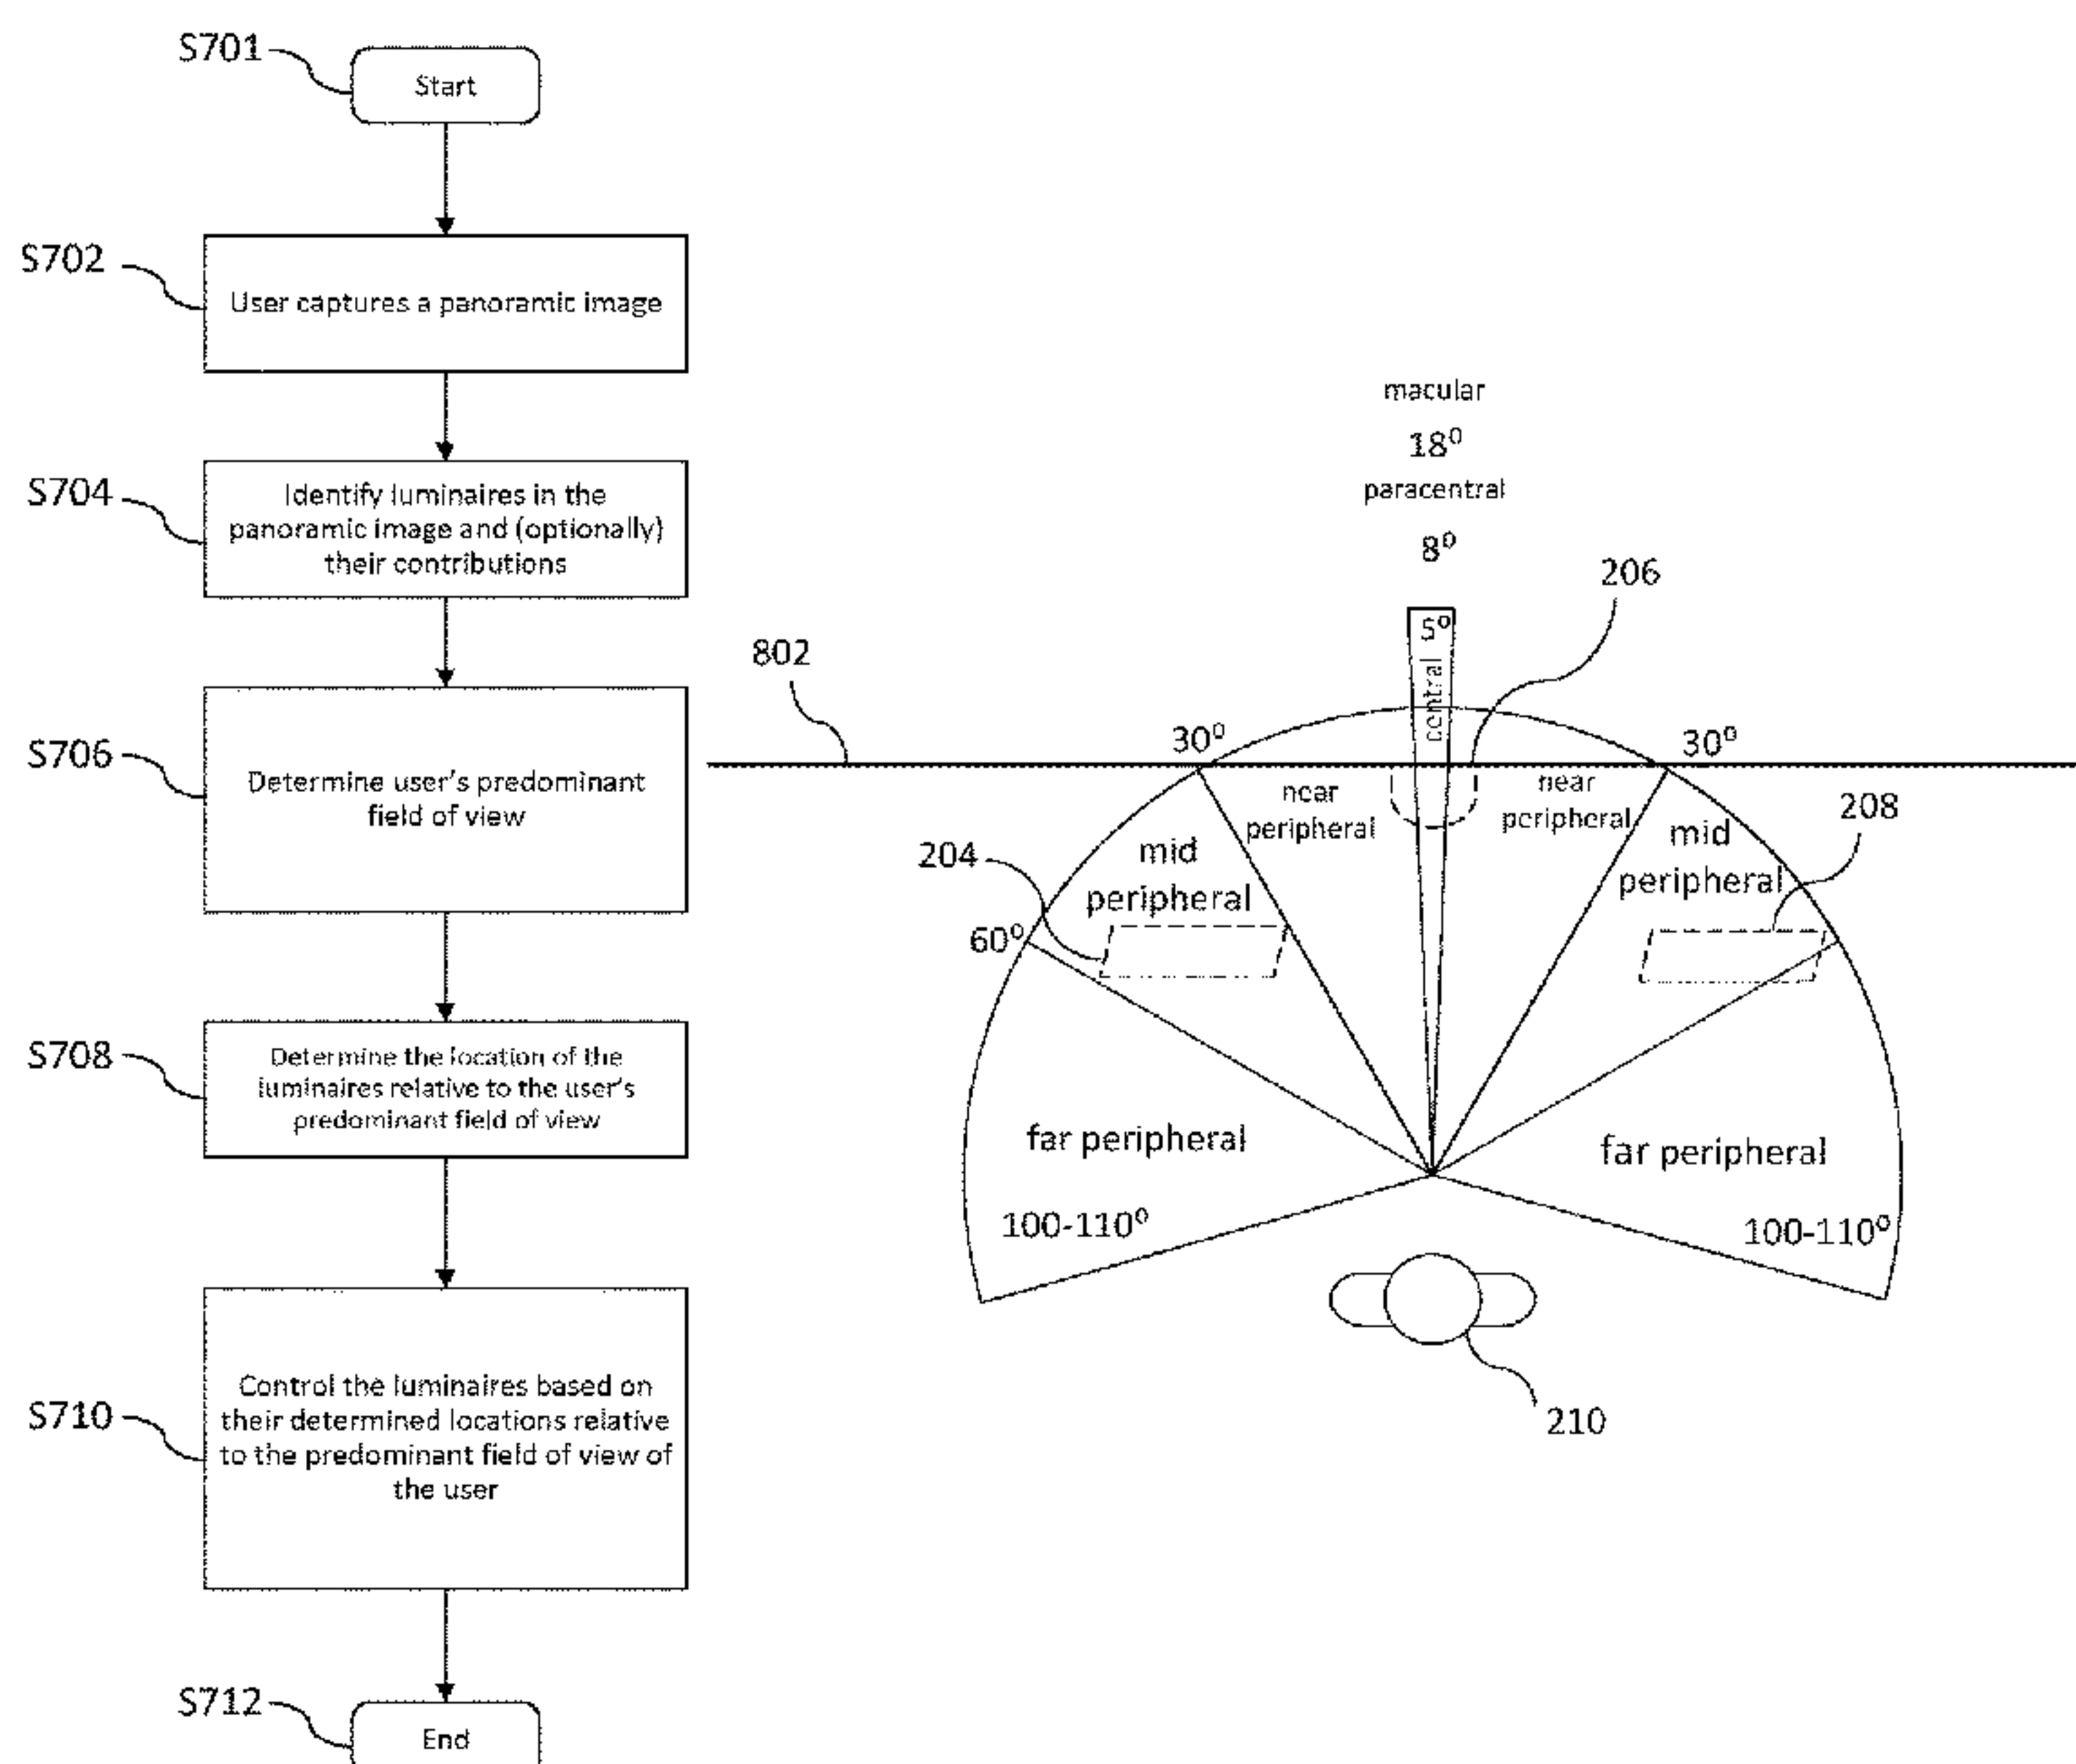 S701
Start
S702
User captures a panoramic image
S704
Identify luminaires in the
panoramic image and (optionally)
their contributions
S706
Determine user's predominant
field of view
S708
Determine the location of the
luminaires relative to the user's
predominant field of view
S710
Control the luminaires based on
their determined locations relative
to the predominant field of view of
the user
S712
End
macular
18⁰
paracentral
8⁰
206
5⁰
central
802
30⁰
30⁰
near
peripheral
near
peripheral
208
204
mid
peripheral
mid
peripheral
60⁰
far peripheral
far peripheral
100-110⁰
100-110⁰
210